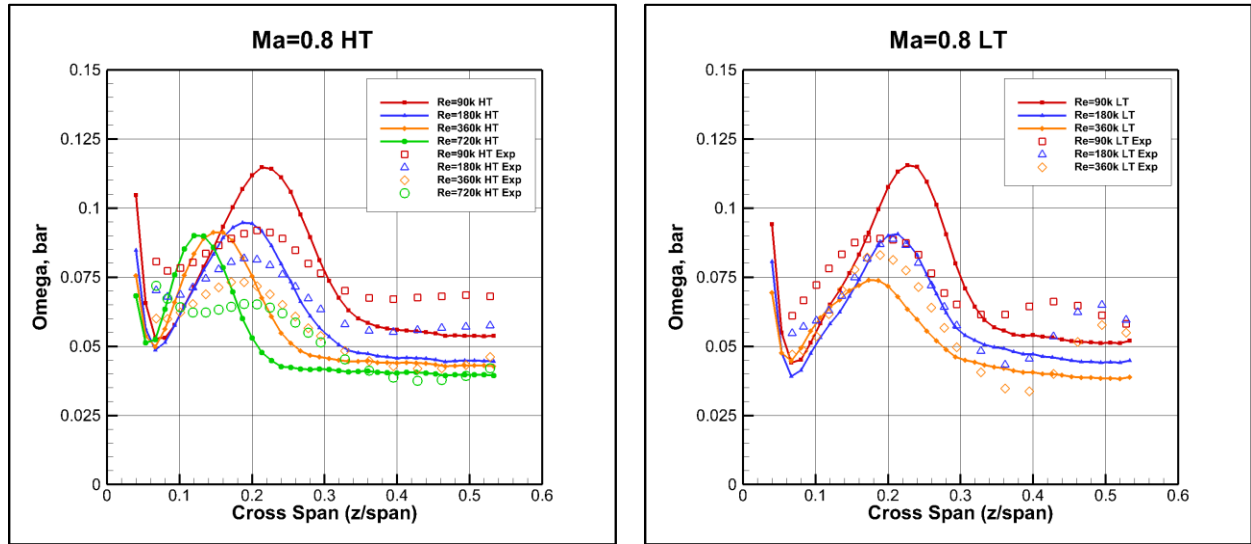 Ma=0.8 HT
0.15
0.125
0.1
0.075
0.05
0.025
0
Omega, bar
0
0.1
0.2
0.3
0.4
0.5
0.6
Cross Span (z/span)
Re=90k HT
Re=180k HT
Re=360k HT
Re=720k HT
Re=90k HT Exp
Re=180k HT Exp
Re=360k HT Exp
Re=720k HT Exp
Ma=0.8 LT
0.15
0.125
0.1
0.075
0.05
0.025
0
Omega, bar
0
0.1
0.2
0.3
0.4
0.5
0.6
Cross Span (z/span)
Re=90k LT
Re=180k LT
Re=360k LT
Re=90k LT Exp
Re=180k LT Exp
Re=360k LT Exp